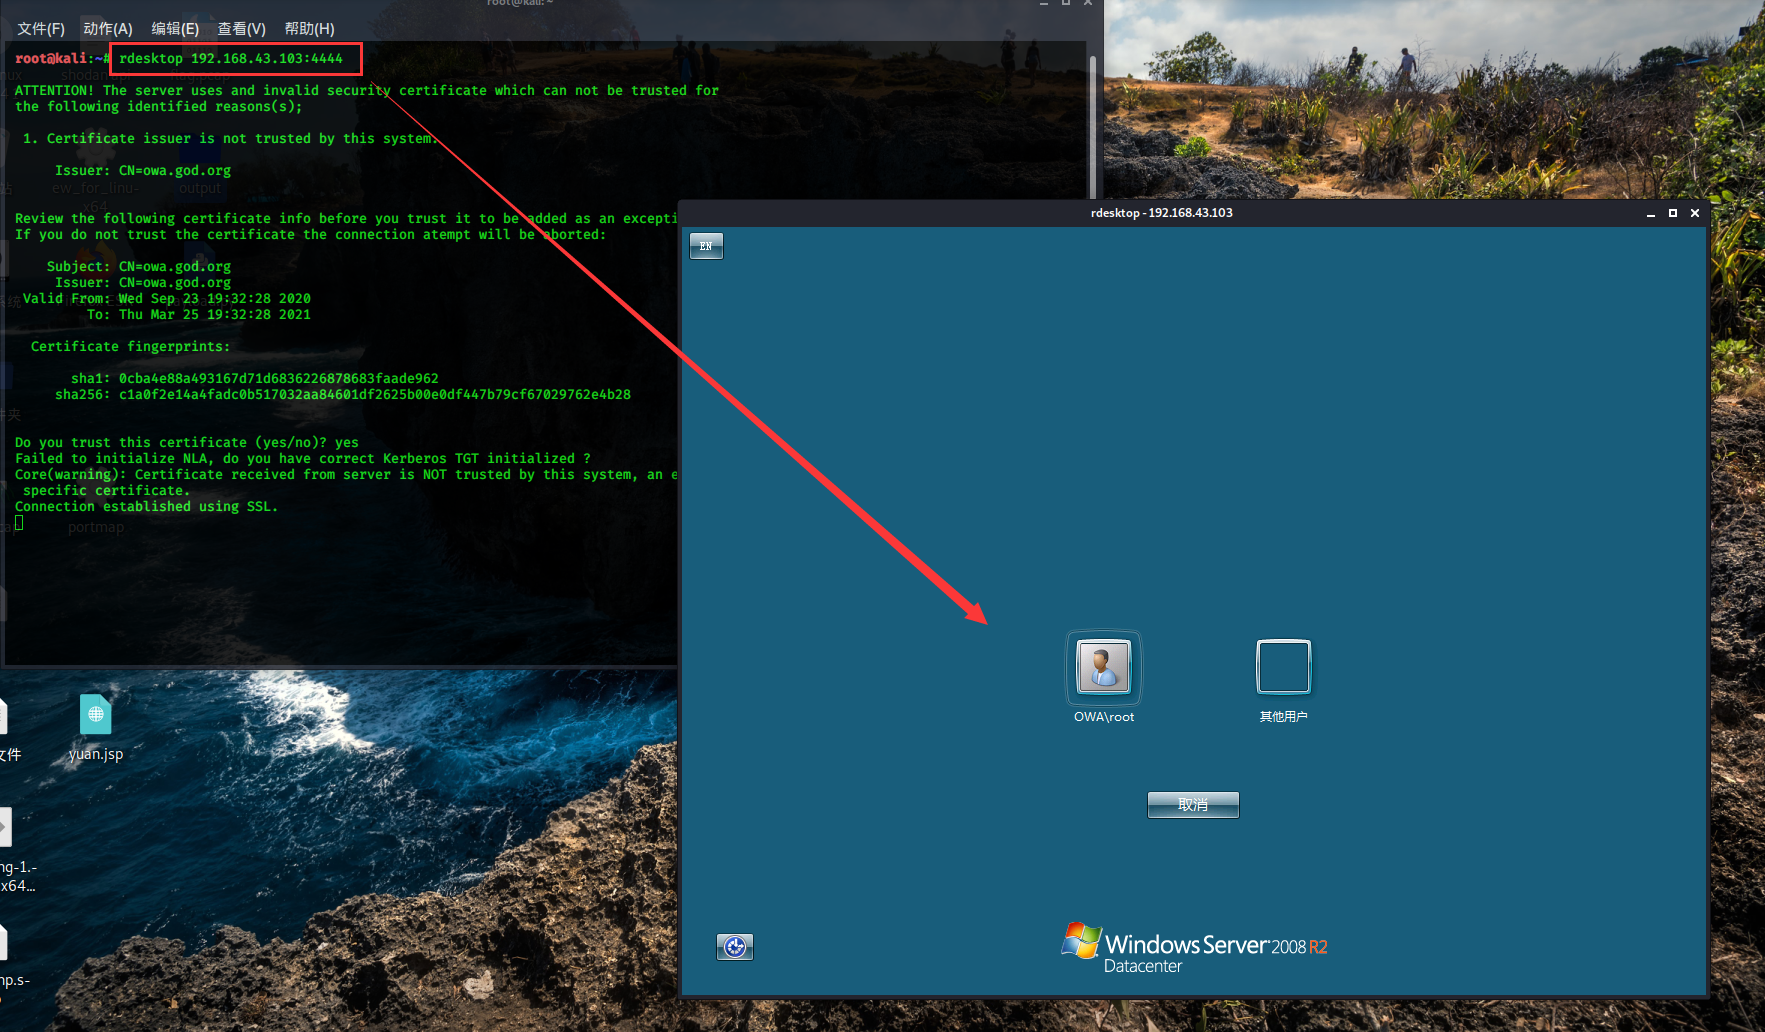 root@kali: ~
文件(F) 动作(A) 编辑(E) 查看(V) 帮助(H)
root@kali:~# rdesktop 192.168.43.103:4444
ATTENTION! The server uses and invalid security certificate which can not be trusted for
the following identified reasons(s);
1. Certificate issuer is not trusted by this system.
Issuer: CN=owa.god.org
Review the following certificate info before you trust it to be added as an excepti
If you do not trust the certificate the connection atempt will be aborted:
Subject: CN=owa.god.org
Issuer: CN=owa.god.org
Valid From: Wed Sep 23 19:32:28 2020
To: Thu Mar 25 19:32:28 2021
Certificate fingerprints:
sha1: 0cba4e88a493167d71d6836226878683faade962
sha256: c1a0f2e14a4fadc0b517032aa84601df2625b00e0df447b79cf67029762e4b28
Do you trust this certificate (yes/no)? yes
Failed to initialize NLA, do you have correct Kerberos TGT initialized ?
Core(warning): Certificate received from server is NOT trusted by this system, an e
specific certificate.
Connection established using SSL.
ew_for_linu-
x64
output
portmap
yuan.jsp
文件
ng-1.-
x64...
np.s-
rdesktop - 192.168.43.103
EN
OWA\root
其他用户
取消
Windows Server 2008 R2
Datacenter